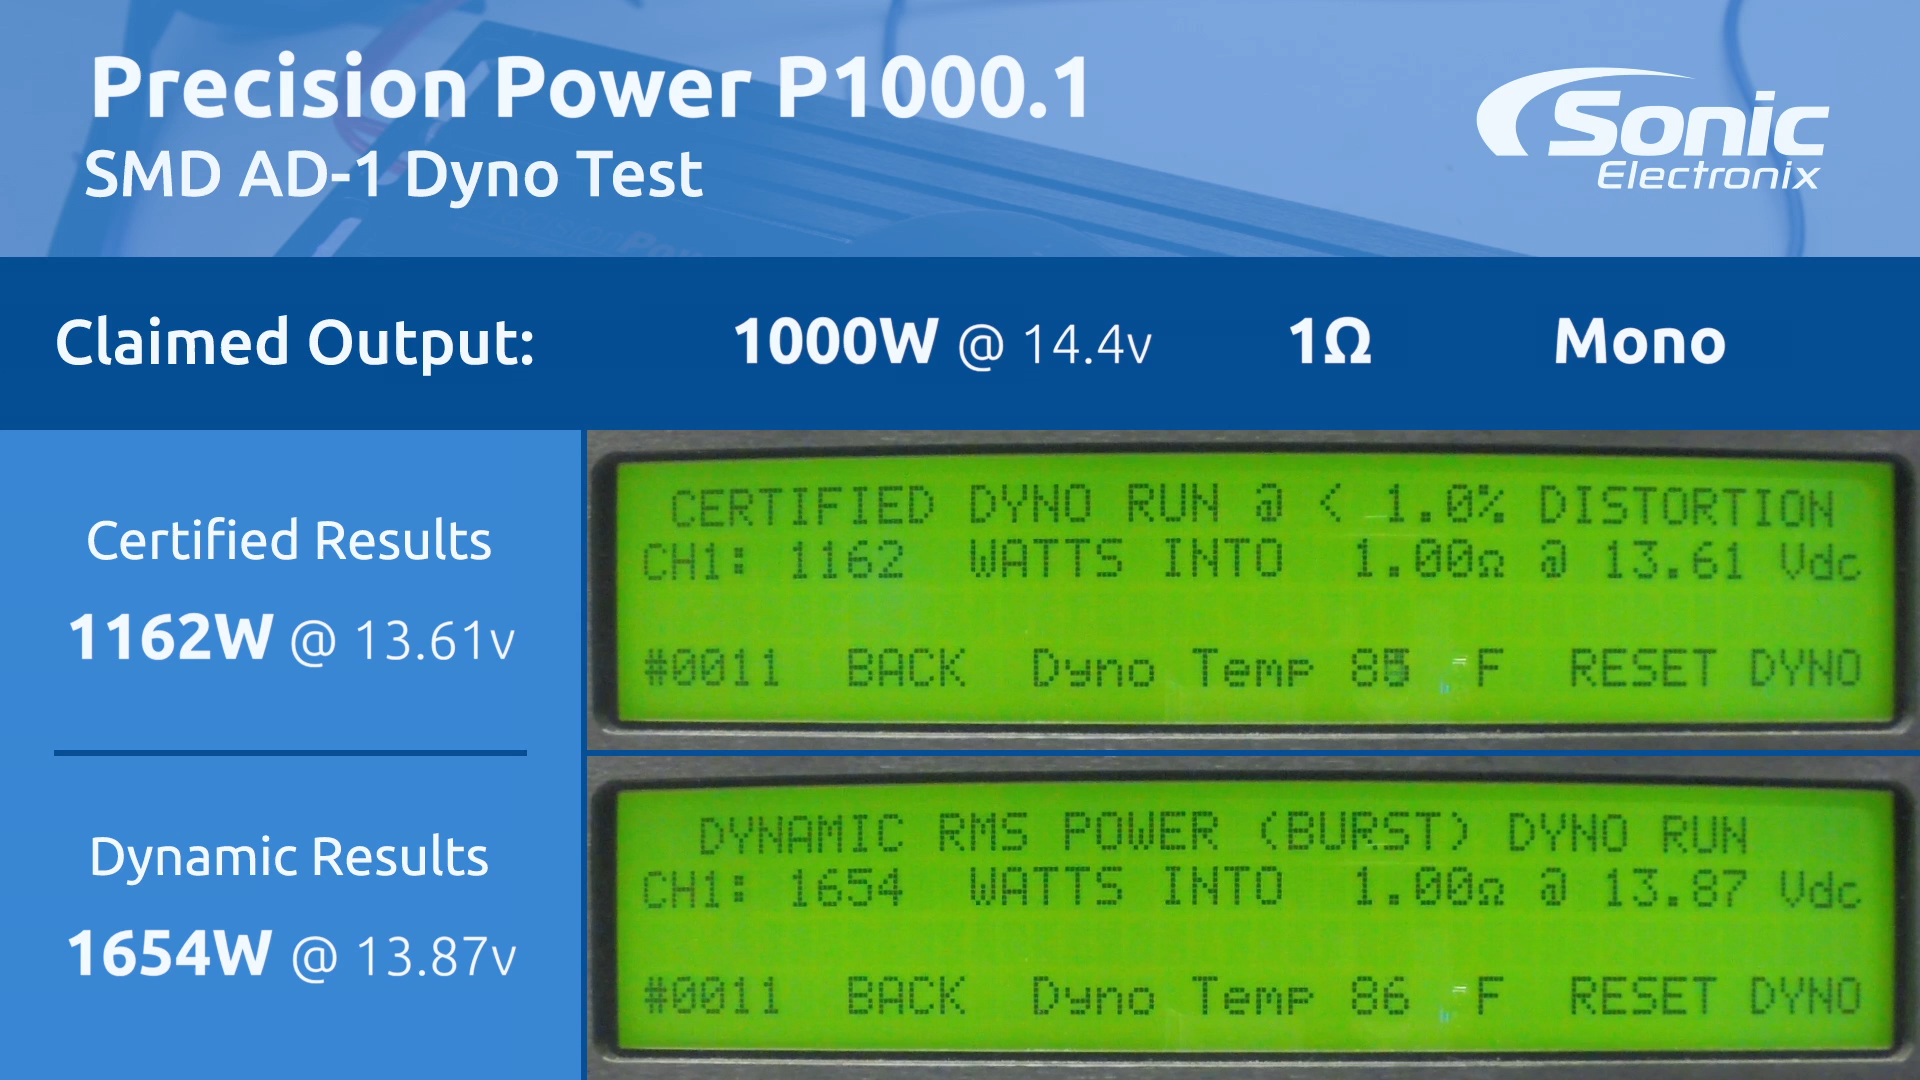 Precision Power P1000.1
SMD AD-1 Dyno Test
Sonic
Electronix
Claimed Output: 1000W @ 14.4v 1Ω Mono
Certified Results
1162W @ 13.61v
CERTIFIED DYNO RUN @ < 1.0% DISTORTION
CH1: 1162 WATTS INTO 1.00Ω @ 13.61 Vdc
#0011 BACK Dyno Temp F RESET DYNO
Dynamic Results
1654W @ 13.87v
DYNAMIC RMS POWER (BURST) DYNO RUN
CH1: 1654 WATTS INTO 1.00Ω @ 13.87 Vdc
#0011 BACK Dyno Temp 86 F RESET DYNO